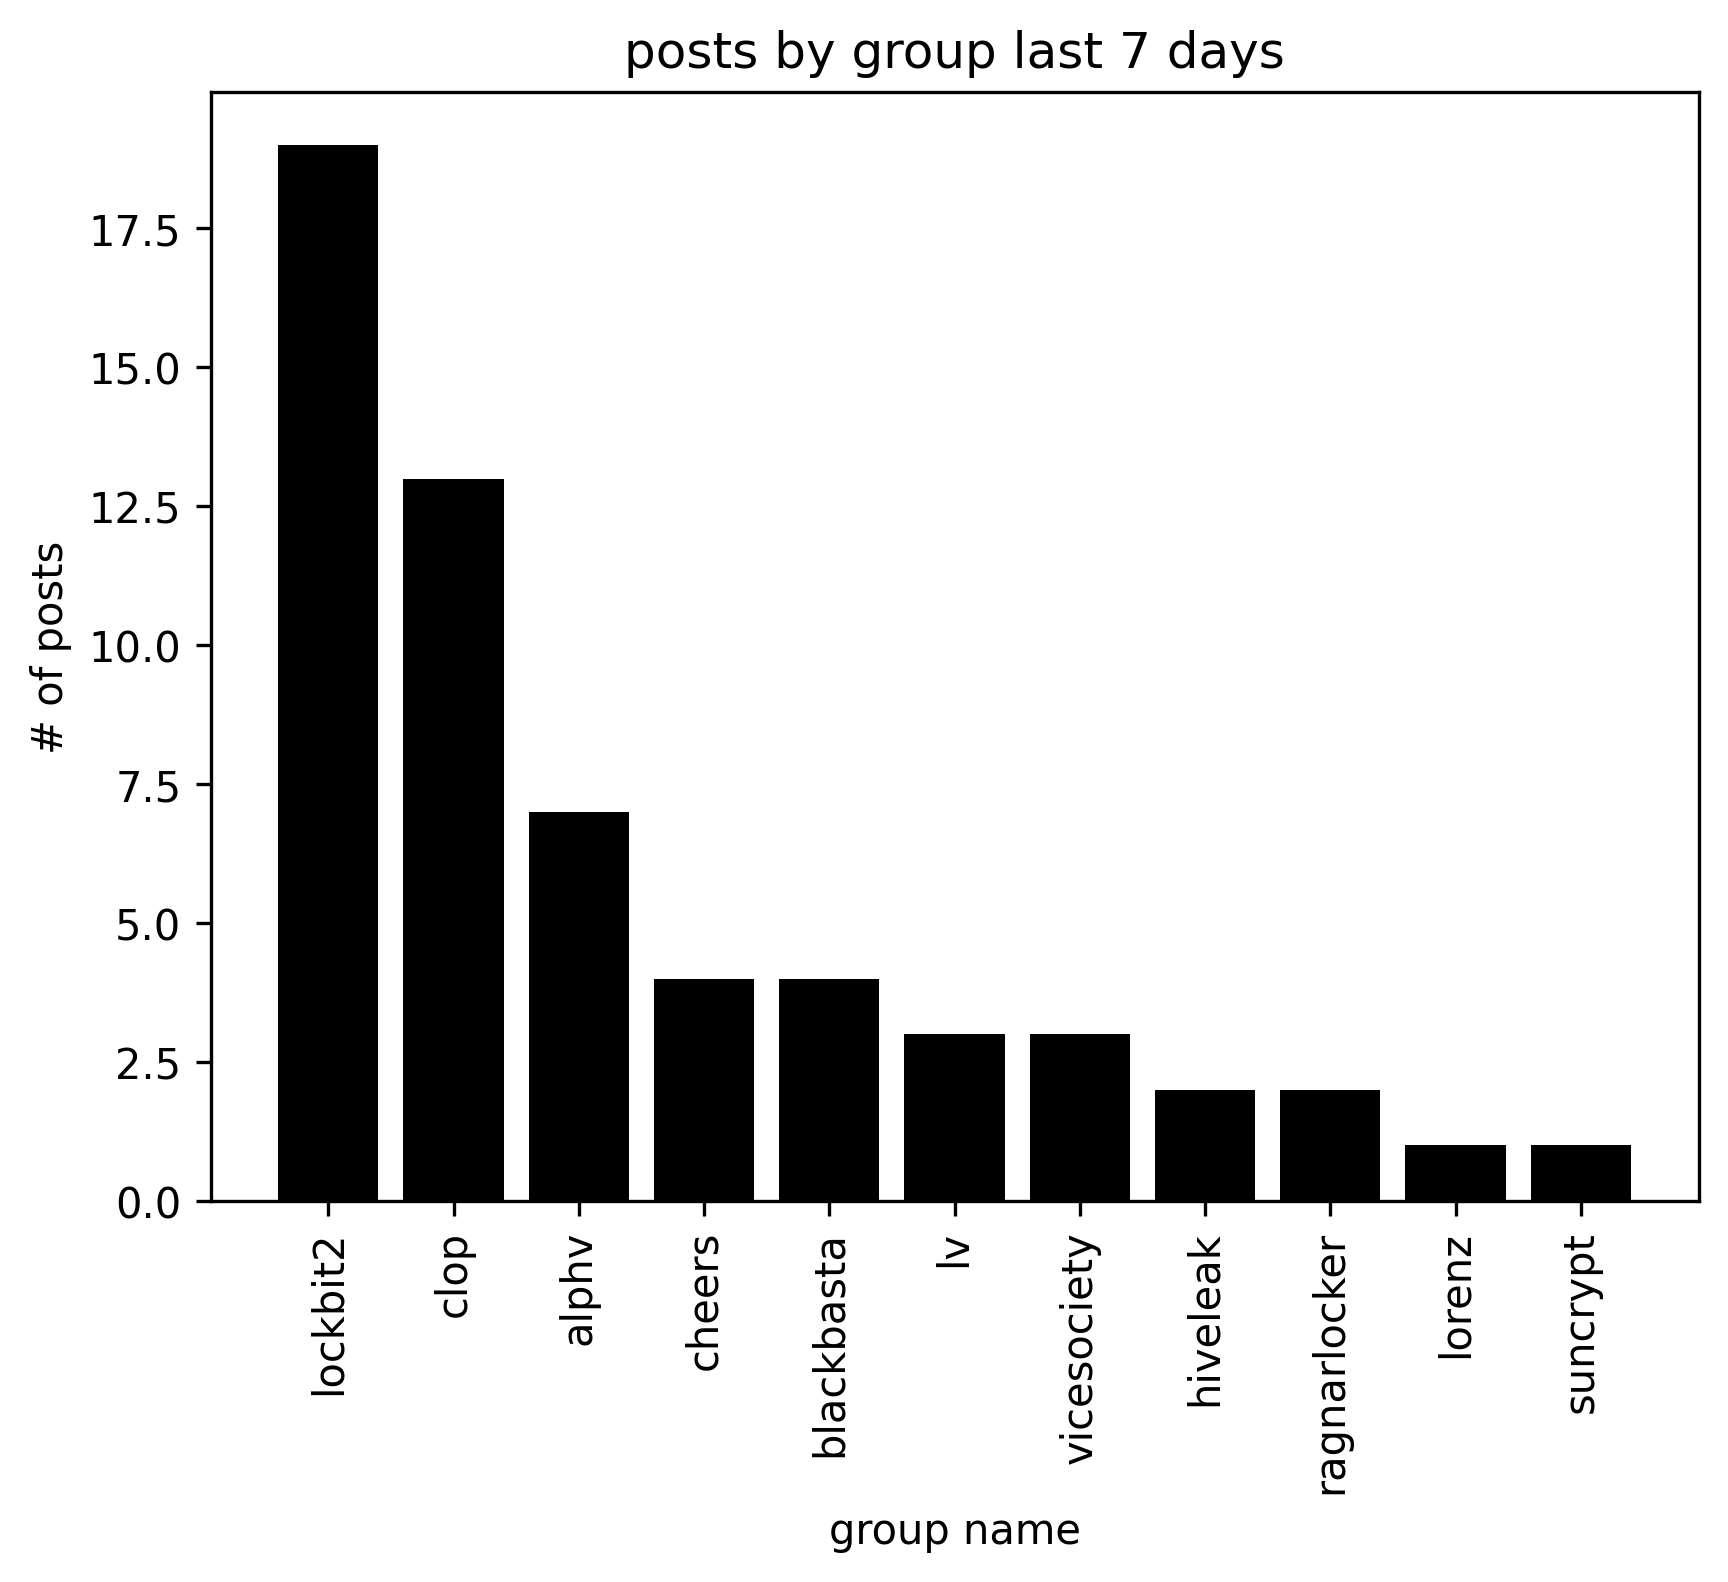 posts by group last 7 days
# of posts
17.5
15.0
12.5
10.0
7.5
5.0
2.5
0.0
lockbit2
clop
alphv
cheers
blackbasta
lv
vicesociety
hiveleak
ragnarlocker
lorenz
suncrypt
group name